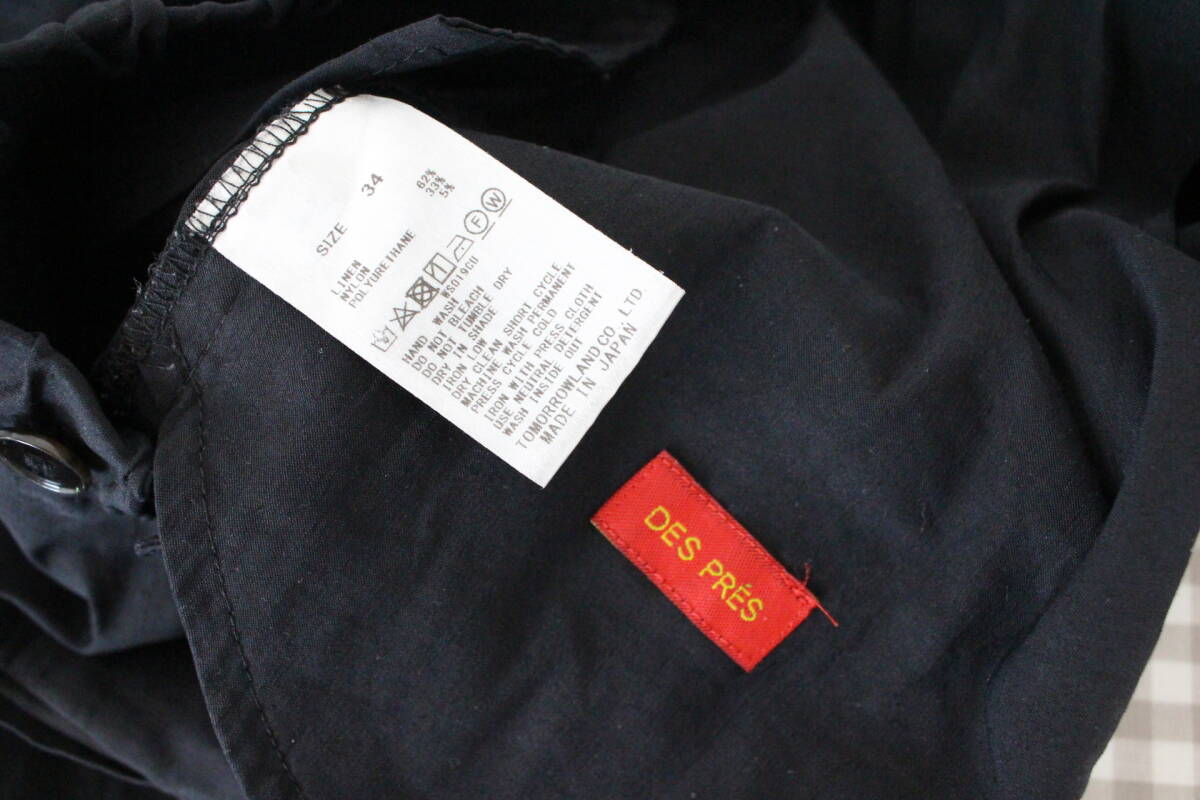 SIZE 34
LINEN 62%
NYLON 33%
POLYURETHANE 5%
F W
WS019CU
HAND WASH
DO NOT BLEACH
DO NOT TUMBLE DRY
DRY IN SHADE
IRON LOW
DRY CLEAN SHORT CYCLE
MACHINE WASH PERMANENT
PRESS CYCLE COLD
IRON WITH PRESS CLOTH
USE NEUTRAL DETERGENT
WASH INSIDE OUT
TOMORROWLAND CO., LTD.
MADE IN JAPAN
DES PRÉS